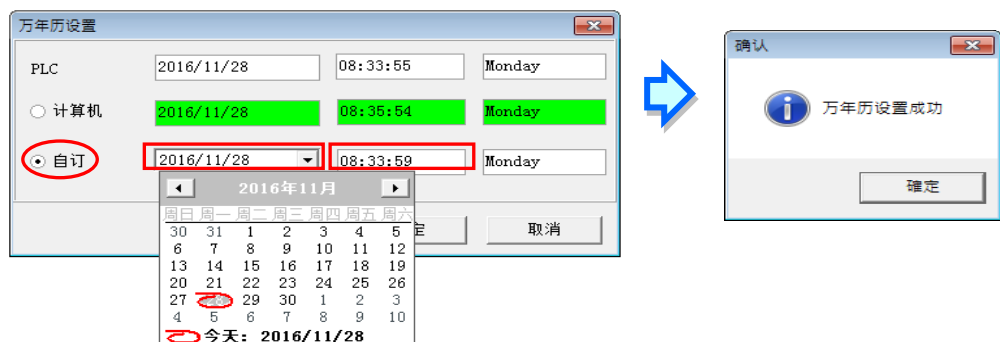 万年历设置
PLC 2016/11/28 08:33:55 Monday
计算机 2016/11/28 08:35:54 Monday
自订 2016/11/28 08:33:59 Monday
2016年11月
周日 周一 周二 周三 周四 周五 周六
30 31 1 2 3 4 5
6 7 8 9 10 11 12
13 14 15 16 17 18 19
20 21 22 23 24 25 26
27 28 29 30 1 2 3
4 5 6 7 8 9 10
今天: 2016/11/28
取消
确认
万年历设置成功
確定